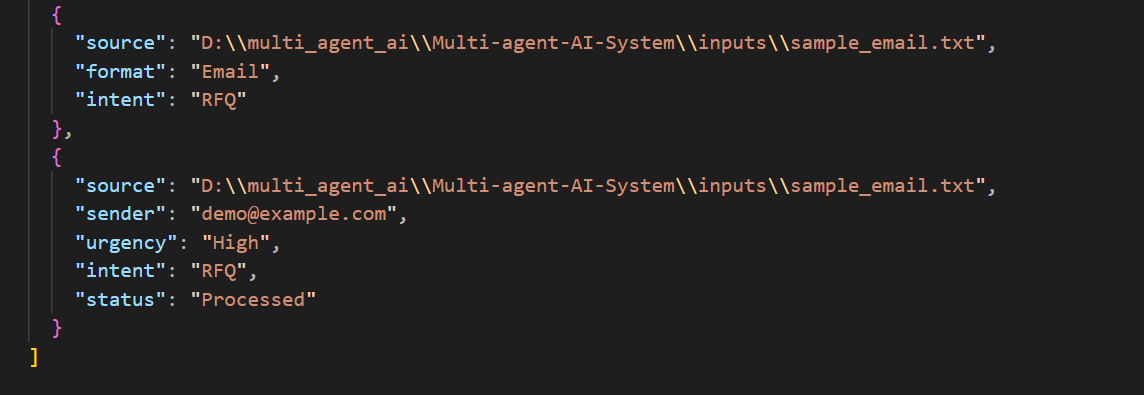 {
"source": "D:\\multi_agent_ai\\Multi-agent-AI-System\\inputs\\sample_email.txt",
"format": "Email",
"intent": "RFQ"
},
{
"source": "D:\\multi_agent_ai\\Multi-agent-AI-System\\inputs\\sample_email.txt",
"sender": "demo@example.com",
"urgency": "High",
"intent": "RFQ",
"status": "Processed"
}
]